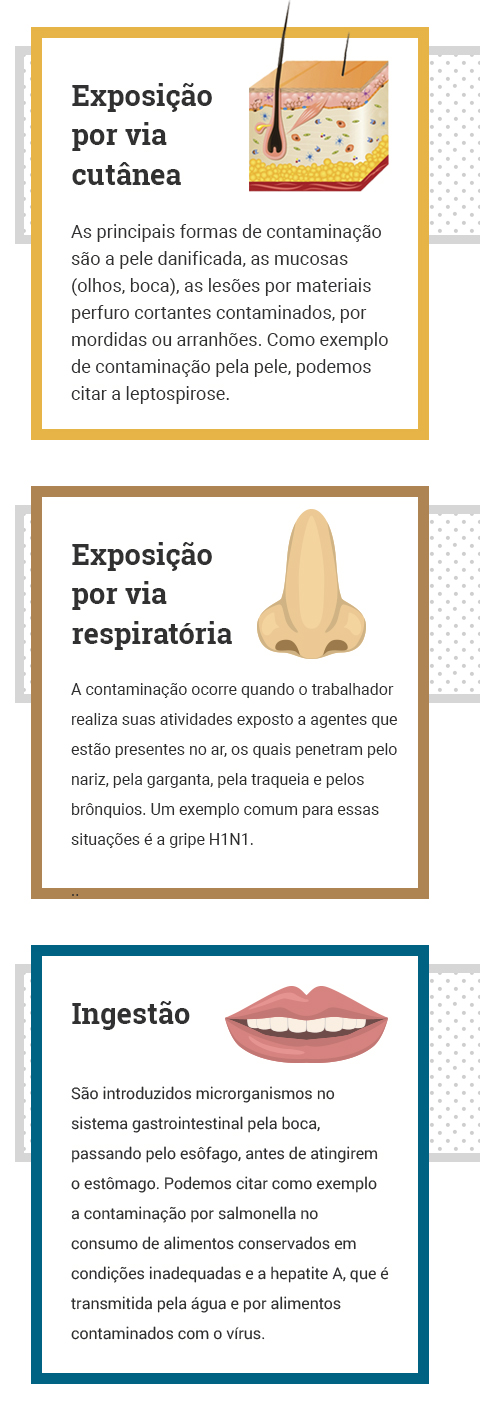 Exposição
por via
cutânea
As principais formas de contaminação
são a pele danificada, as mucosas
(olhos, boca), as lesões por materiais
perfuro cortantes contaminados, por
mordidas ou arranhões. Como exemplo
de contaminação pela pele, podemos
citar a leptospirose.
Exposição
por via
respiratória
A contaminação ocorre quando o trabalhador
realiza suas atividades exposto a agentes que
estão presentes no ar, os quais penetram pelo
nariz, pela garganta, pela traqueia e pelos
brônquios. Um exemplo comum para essas
situações é a gripe H1N1.
..
Ingestão
São introduzidos microrganismos no
sistema gastrointestinal pela boca,
passando pelo esôfago, antes de atingirem
o estômago. Podemos citar como exemplo
a contaminação por salmonella no
consumo de alimentos conservados em
condições inadequadas e a hepatite A, que é
transmitida pela água e por alimentos
contaminados com o vírus.